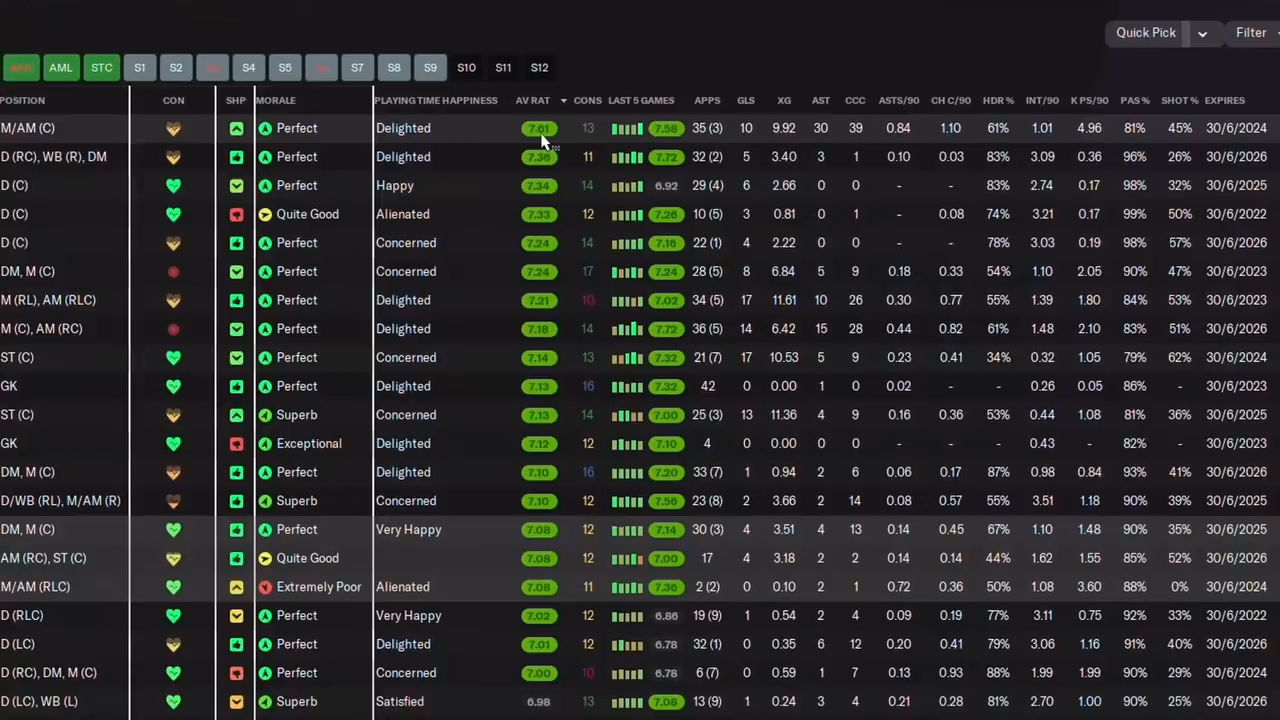 Quick Pick Filter
AML STC S1 S2 S4 S5 S7 S8 S9 S10 S11 S12
POSITION CON SHP MORALE PLAYING TIME HAPPINESS AV RAT CONS LAST 5 GAMES APPS GLS XG AST CCC ASTS/90 CH C/90 HDR % INT/90 K PS/90 PAS % SHOT % EXPIRES
M/AM (C) Perfect Delighted 7.61 13 7.58 35 (3) 10 9.92 30 39 0.84 1.10 61% 1.01 4.96 81% 45% 30/6/2024
D (RC), WB (R), DM Perfect Delighted 7.36 11 7.72 32 (2) 5 3.40 3 1 0.10 0.03 83% 3.09 0.36 96% 26% 30/6/2026
D (C) Perfect Happy 7.34 14 6.92 29 (4) 6 2.66 0 0 - - 83% 2.74 0.17 98% 32% 30/6/2025
D (C) Quite Good Alienated 7.33 12 7.26 10 (5) 3 0.81 0 1 - 0.08 74% 3.21 0.17 99% 50% 30/6/2022
D (C) Perfect Concerned 7.24 14 7.16 22 (1) 4 2.22 0 0 - - 78% 3.03 0.19 98% 57% 30/6/2026
DM, M (C) Perfect Concerned 7.24 17 7.24 28 (5) 8 6.84 5 9 0.18 0.33 54% 1.10 2.05 90% 47% 30/6/2023
M (RL), AM (RLC) Perfect Delighted 7.21 10 7.02 34 (5) 17 11.61 10 26 0.30 0.77 55% 1.39 1.80 84% 53% 30/6/2023
M (C), AM (RC) Perfect Delighted 7.18 14 7.72 36 (5) 14 6.42 15 28 0.44 0.82 61% 1.48 2.10 83% 51% 30/6/2026
ST (C) Perfect Concerned 7.14 13 7.32 21 (7) 17 10.53 5 9 0.23 0.41 34% 0.32 1.05 79% 62% 30/6/2024
GK Perfect Delighted 7.13 16 7.32 42 0 0.00 1 0 0.02 - - 0.26 0.05 86% - 30/6/2023
ST (C) Superb Concerned 7.13 14 7.00 25 (3) 13 11.36 4 9 0.16 0.36 53% 0.44 1.08 81% 36% 30/6/2026
GK Exceptional Delighted 7.12 12 7.10 4 0 0.00 0 0 - - - 0.43 - 82% - 30/6/2023
DM, M (C) Perfect Delighted 7.10 16 7.20 33 (7) 1 0.94 2 6 0.06 0.17 87% 0.98 0.84 93% 41% 30/6/2026
D/WB (RL), M/AM (R) Superb Concerned 7.10 12 7.56 23 (8) 2 3.66 2 14 0.08 0.57 55% 3.51 1.18 90% 39% 30/6/2025
DM, M (C) Perfect Very Happy 7.08 12 7.14 30 (3) 4 3.51 4 13 0.14 0.45 67% 1.10 1.48 90% 35% 30/6/2025
AM (RC), ST (C) Quite Good 7.08 12 7.00 17 4 3.18 2 2 0.14 0.14 44% 1.62 1.55 85% 52% 30/6/2026
M/AM (RLC) Extremely Poor Alienated 7.08 11 7.36 2 (2) 0 0.10 2 1 0.72 0.36 50% 1.08 3.60 88% 0% 30/6/2024
D (RLC) Perfect Very Happy 7.02 12 6.86 19 (9) 1 0.54 2 4 0.09 0.19 77% 3.11 0.75 92% 33% 30/6/2022
D (LC) Perfect Delighted 7.01 12 6.78 32 (1) 0 0.35 6 12 0.20 0.41 79% 3.06 1.16 91% 40% 30/6/2026
D (RC), DM, M (C) Perfect Concerned 7.00 10 6.78 6 (7) 0 0.59 1 7 0.13 0.93 88% 1.99 1.99 90% 29% 30/6/2024
D (LC), WB (L) Superb Satisfied 6.98 13 7.08 13 (9) 1 0.24 3 4 0.21 0.28 81% 2.70 1.00 90% 25% 30/6/2025